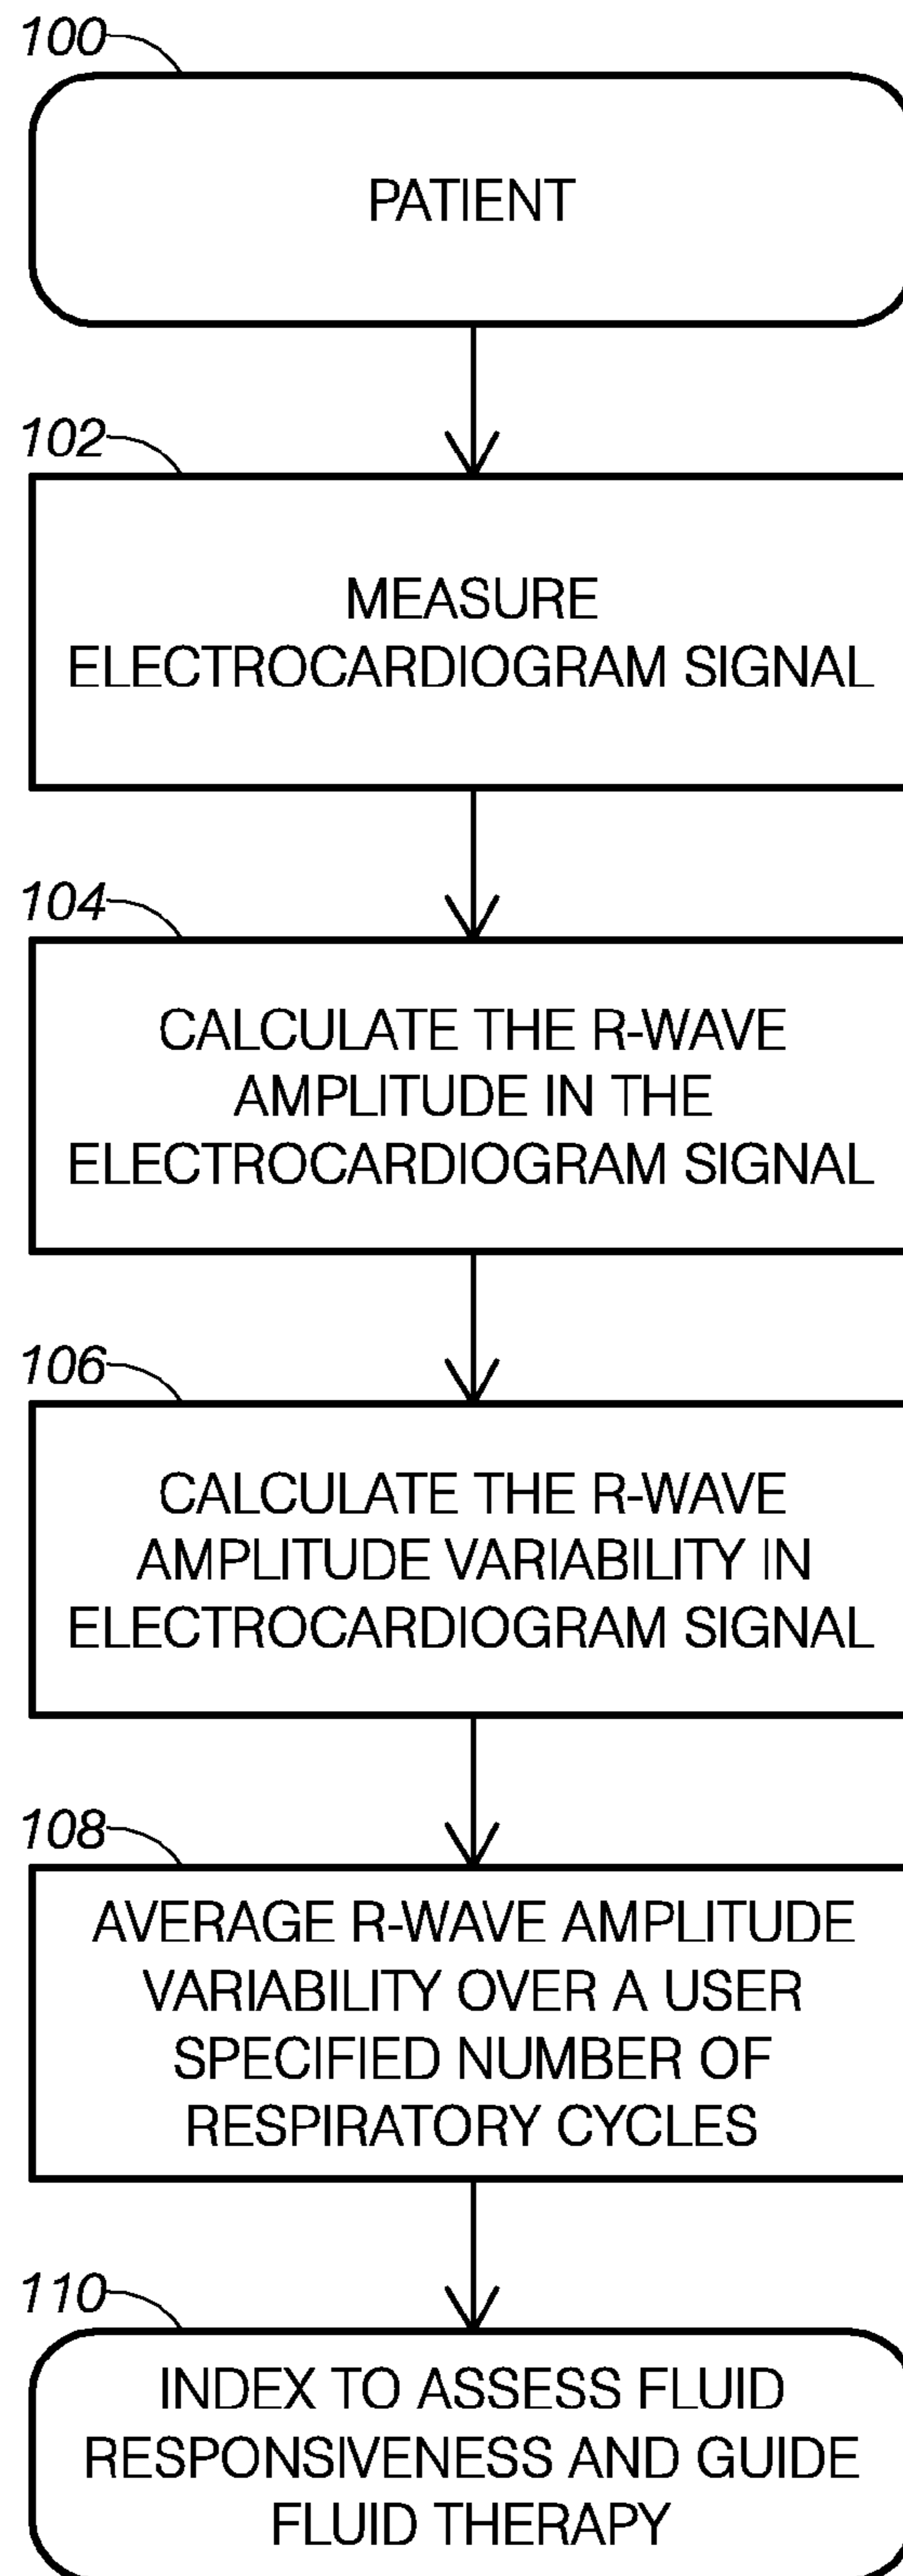 100
PATIENT
102
MEASURE
ELECTROCARDIOGRAM SIGNAL
104
CALCULATE THE R-WAVE
AMPLITUDE IN THE
ELECTROCARDIOGRAM SIGNAL
106
CALCULATE THE R-WAVE
AMPLITUDE VARIABILITY IN
ELECTROCARDIOGRAM SIGNAL
108
AVERAGE R-WAVE AMPLITUDE
VARIABILITY OVER A USER
SPECIFIED NUMBER OF
RESPIRATORY CYCLES
110
INDEX TO ASSESS FLUID
RESPONSIVENESS AND GUIDE
FLUID THERAPY